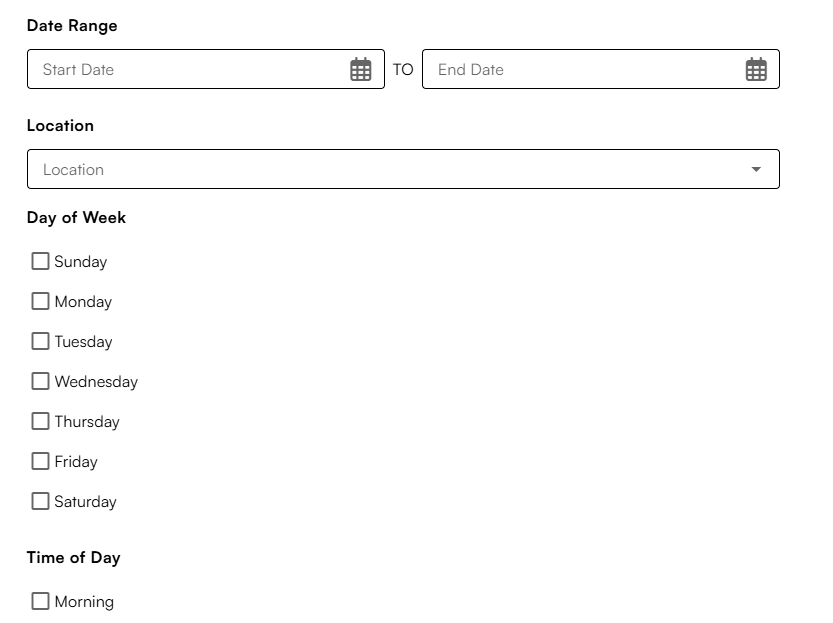 Date Range
Start Date TO End Date
Location
Location
Day of Week
Sunday
Monday
Tuesday
Wednesday
Thursday
Friday
Saturday
Time of Day
Morning